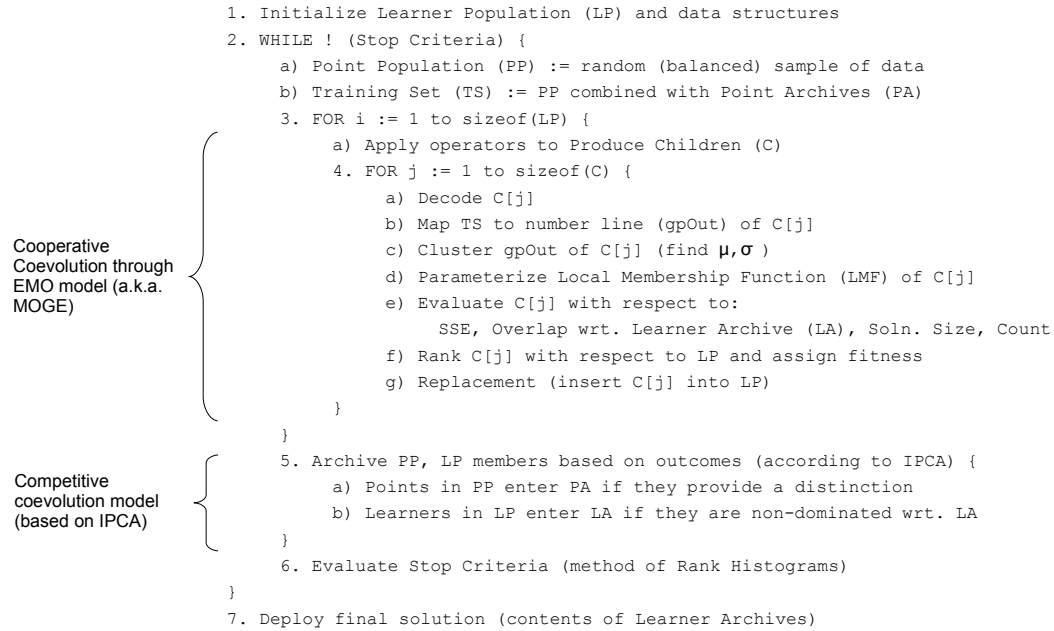 1. Initialize Learner Population (LP) and data structures
2. WHILE ! (Stop Criteria) {
a) Point Population (PP) := random (balanced) sample of data
b) Training Set (TS) := PP combined with Point Archives (PA)
3. FOR i := 1 to sizeof(LP) {
a) Apply operators to Produce Children (C)
4. FOR j := 1 to sizeof(C) {
a) Decode C[j]
b) Map TS to number line (gpOut) of C[j]
c) Cluster gpOut of C[j] (find μ,σ )
d) Parameterize Local Membership Function (LMF) of C[j]
e) Evaluate C[j] with respect to:
SSE, Overlap wrt. Learner Archive (LA), Soln. Size, Count
f) Rank C[j] with respect to LP and assign fitness
g) Replacement (insert C[j] into LP)
}
}
Cooperative
Coevolution through
EMO model (a.k.a.
MOGE)
5. Archive PP, LP members based on outcomes (according to IPCA) {
a) Points in PP enter PA if they provide a distinction
b) Learners in LP enter LA if they are non-dominated wrt. LA
}
Competitive
coevolution model
(based on IPCA)
6. Evaluate Stop Criteria (method of Rank Histograms)
}
7. Deploy final solution (contents of Learner Archives)